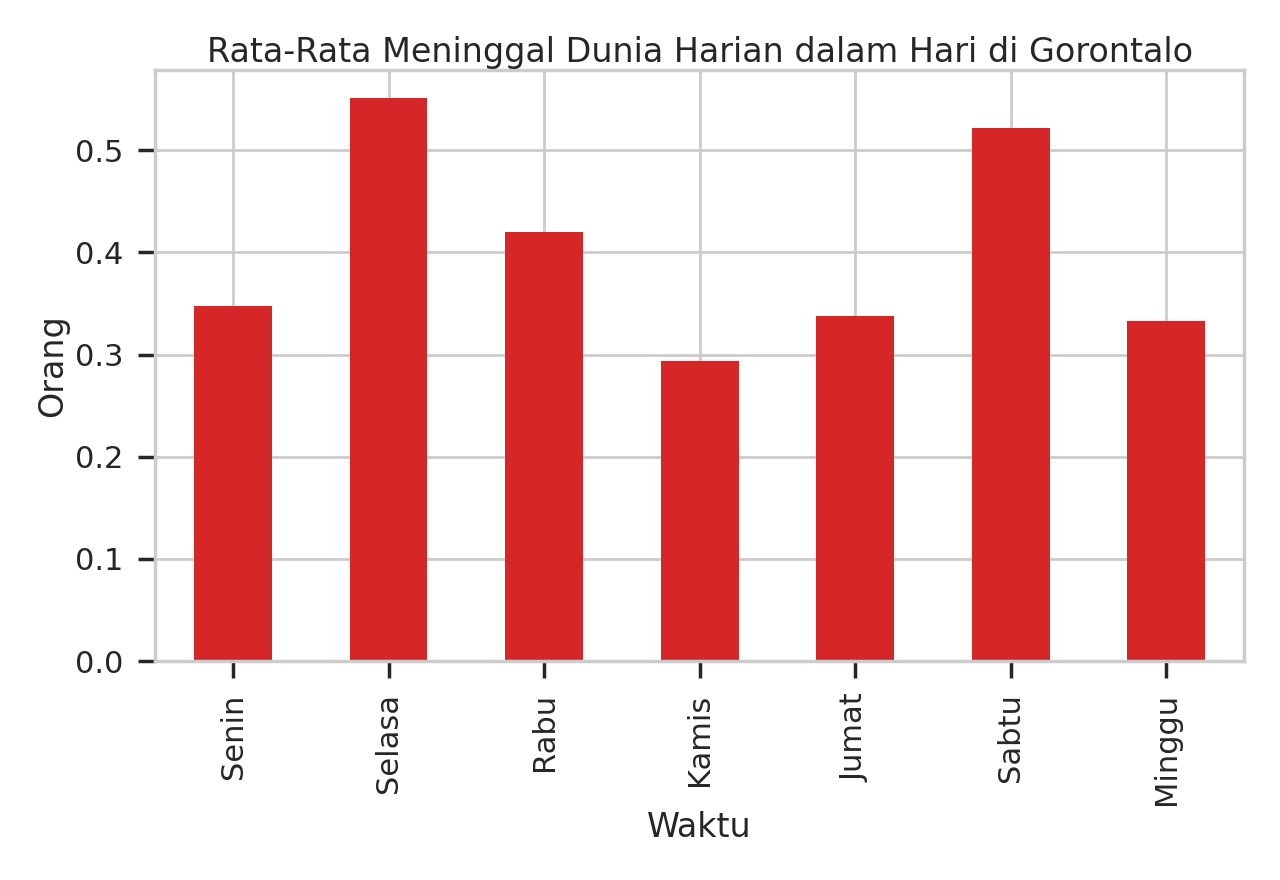 Rata-Rata Meninggal Dunia Harian dalam Hari di Gorontalo
Orang
0.5
0.4
0.3
0.2
0.1
0.0
Senin
Selasa
Rabu
Kamis
Jumat
Sabtu
Minggu
Waktu